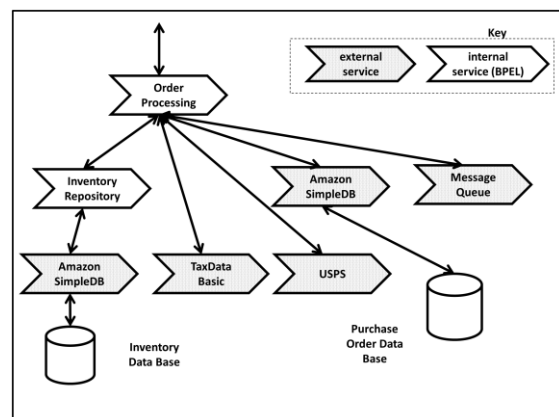 Key
external
service
internal
service (BPEL)
Order
Processing
Inventory
Repository
Amazon
SimpleDB
Message
Queue
Amazon
SimpleDB
TaxData
Basic
USPS
Inventory
Data Base
Purchase
Order Data
Base